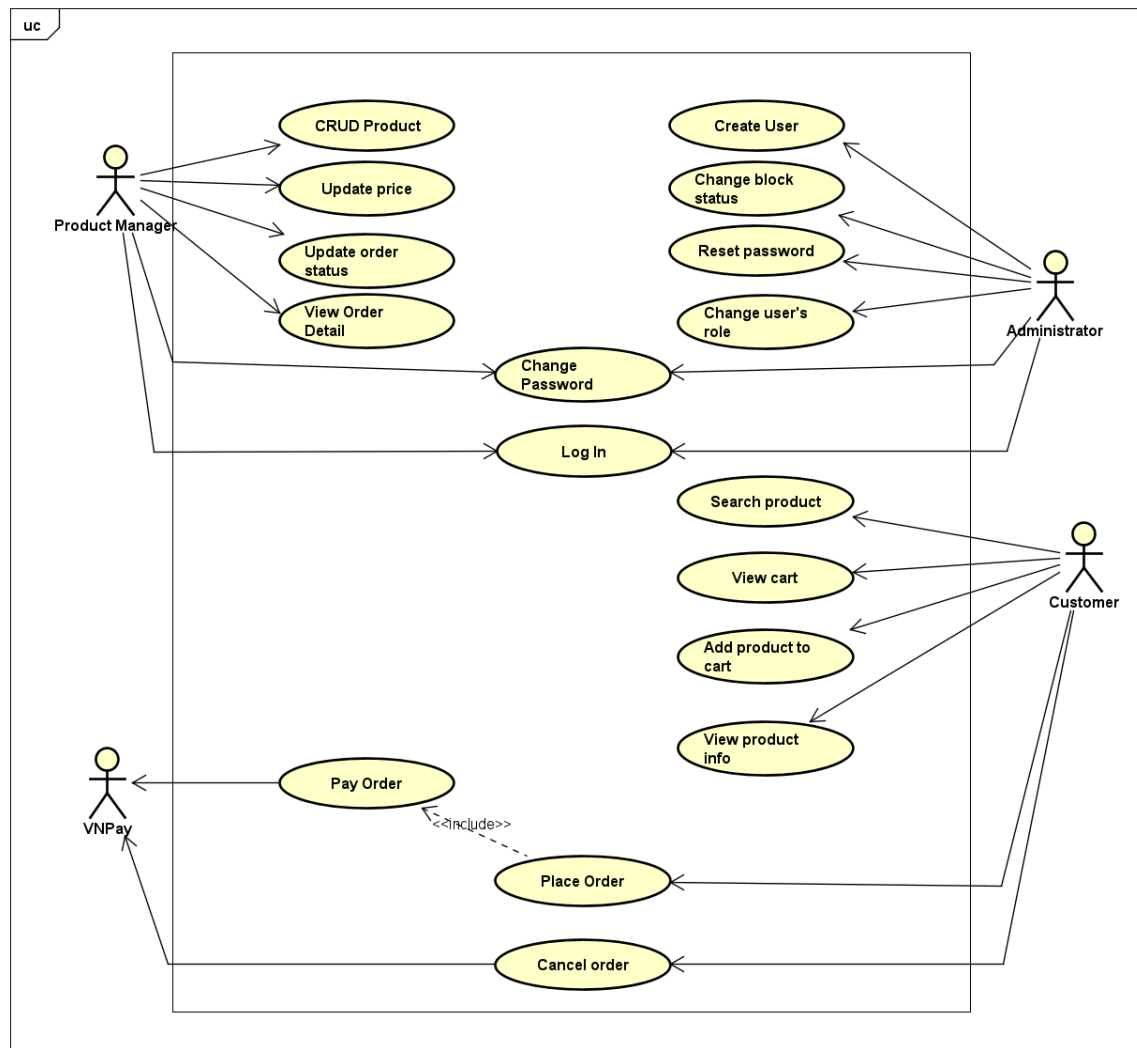 uc
CRUD Product
Create User
Update price
Change block
status
Product Manager
Update order
status
Reset password
View Order
Detail
Change user's
role
Administrator
Change
Password
Log In
Search product
View cart
Customer
Add product to
cart
View product
info
Pay Order
VNPay
<<include>>
Place Order
Cancel order